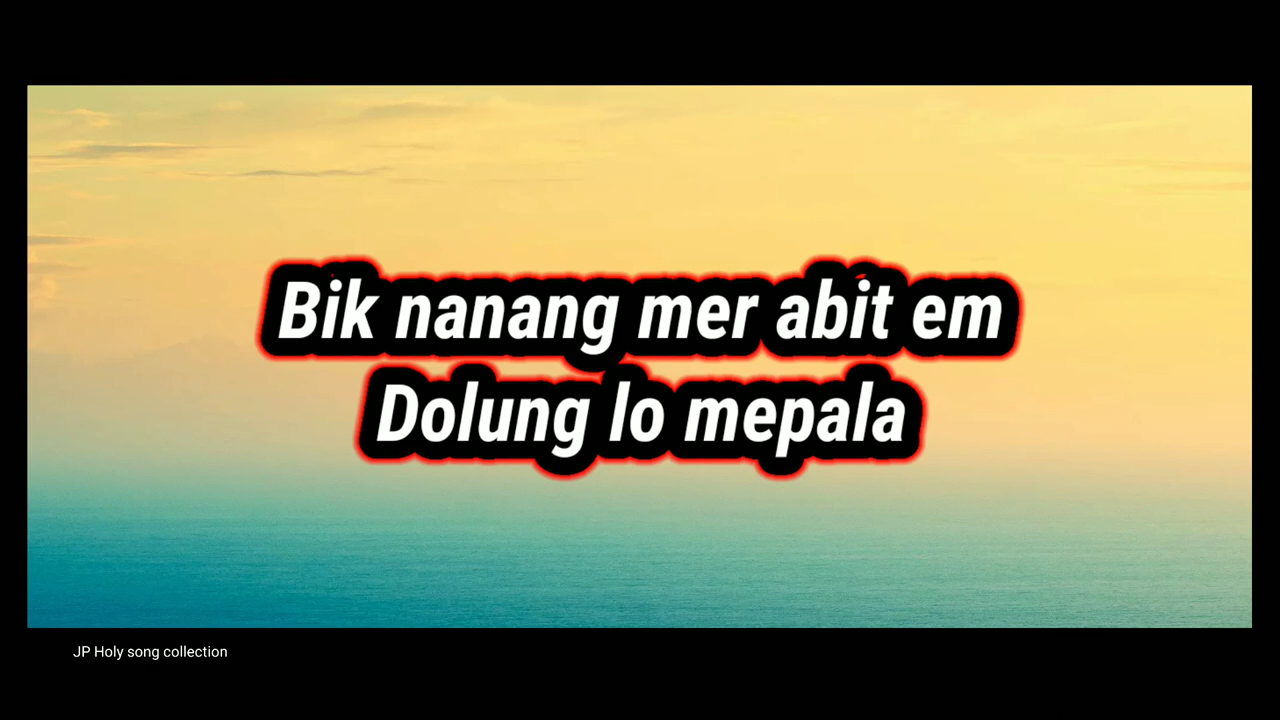 Bik nanang mer abit em
Dolung lo mepala
JP Holy song collection